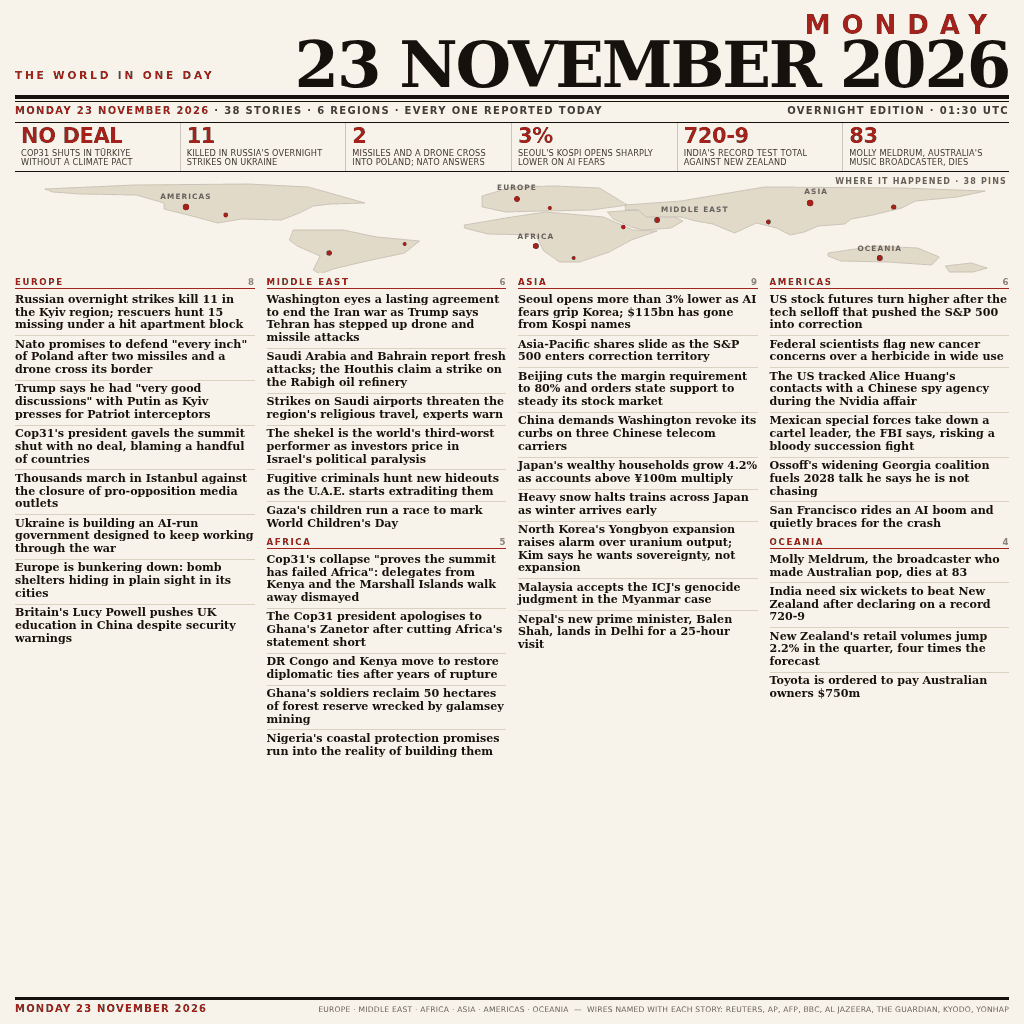 MONDAY
23 NOVEMBER 2026
THE WORLD IN ONE DAY
MONDAY 23 NOVEMBER 2026 · 38 STORIES · 6 REGIONS · EVERY ONE REPORTED TODAY
OVERNIGHT EDITION · 01:30 UTC
NO DEAL
COP31 SHUTS IN TÜRKIYE
WITHOUT A CLIMATE PACT
11
KILLED IN RUSSIA'S OVERNIGHT
STRIKES ON UKRAINE
2
MISSILES AND A DRONE CROSS
INTO POLAND; NATO ANSWERS
3%
SEOUL'S KOSPI OPENS SHARPLY
LOWER ON AI FEARS
720-9
INDIA'S RECORD TEST TOTAL
AGAINST NEW ZEALAND
83
MOLLY MELDRUM, AUSTRALIA'S
MUSIC BROADCASTER, DIES
WHERE IT HAPPENED · 38 PINS
AMERICAS
EUROPE
ASIA
MIDDLE EAST
AFRICA
OCEANIA
EUROPE 8
Russian overnight strikes kill 11 in
the Kyiv region; rescuers hunt 15
missing under a hit apartment block
Nato promises to defend "every inch"
of Poland after two missiles and a
drone cross its border
Trump says he had "very good
discussions" with Putin as Kyiv
presses for Patriot interceptors
Cop31's president gavels the summit
shut with no deal, blaming a handful
of countries
Thousands march in Istanbul against
the closure of pro-opposition media
outlets
Ukraine is building an AI-run
government designed to keep working
through the war
Europe is bunkering down: bomb
shelters hiding in plain sight in its
cities
Britain's Lucy Powell pushes UK
education in China despite security
warnings
MIDDLE EAST 6
Washington eyes a lasting agreement
to end the Iran war as Trump says
Tehran has stepped up drone and
missile attacks
Saudi Arabia and Bahrain report fresh
attacks; the Houthis claim a strike on
the Rabigh oil refinery
Strikes on Saudi airports threaten the
region's religious travel, experts warn
The shekel is the world's third-worst
performer as investors price in
Israel's political paralysis
Fugitive criminals hunt new hideouts
as the U.A.E. starts extraditing them
Gaza's children run a race to mark
World Children's Day
AFRICA 5
Cop31's collapse "proves the summit
has failed Africa": delegates from
Kenya and the Marshall Islands walk
away dismayed
The Cop31 president apologises to
Ghana's Zanetor after cutting Africa's
statement short
DR Congo and Kenya move to restore
diplomatic ties after years of rupture
Ghana's soldiers reclaim 50 hectares
of forest reserve wrecked by galamsey
mining
Nigeria's coastal protection promises
run into the reality of building them
ASIA 9
Seoul opens more than 3% lower as AI
fears grip Korea; $115bn has gone
from Kospi names
Asia-Pacific shares slide as the S&P
500 enters correction territory
Beijing cuts the margin requirement
to 80% and orders state support to
steady its stock market
China demands Washington revoke its
curbs on three Chinese telecom
carriers
Japan's wealthy households grow 4.2%
as accounts above ¥100m multiply
Heavy snow halts trains across Japan
as winter arrives early
North Korea's Yongbyon expansion
raises alarm over uranium output;
Kim says he wants sovereignty, not
expansion
Malaysia accepts the ICJ's genocide
judgment in the Myanmar case
Nepal's new prime minister, Balen
Shah, lands in Delhi for a 25-hour
visit
AMERICAS 6
US stock futures turn higher after the
tech selloff that pushed the S&P 500
into correction
Federal scientists flag new cancer
concerns over a herbicide in wide use
The US tracked Alice Huang's
contacts with a Chinese spy agency
during the Nvidia affair
Mexican special forces take down a
cartel leader, the FBI says, risking a
bloody succession fight
Ossoff's widening Georgia coalition
fuels 2028 talk he says he is not
chasing
San Francisco rides an AI boom and
quietly braces for the crash
OCEANIA 4
Molly Meldrum, the broadcaster who
made Australian pop, dies at 83
India need six wickets to beat New
Zealand after declaring on a record
720-9
New Zealand's retail volumes jump
2.2% in the quarter, four times the
forecast
Toyota is ordered to pay Australian
owners $750m
MONDAY 23 NOVEMBER 2026
EUROPE · MIDDLE EAST · AFRICA · ASIA · AMERICAS · OCEANIA — WIRES NAMED WITH EACH STORY: REUTERS, AP, AFP, BBC, AL JAZEERA, THE GUARDIAN, KYODO, YONHAP